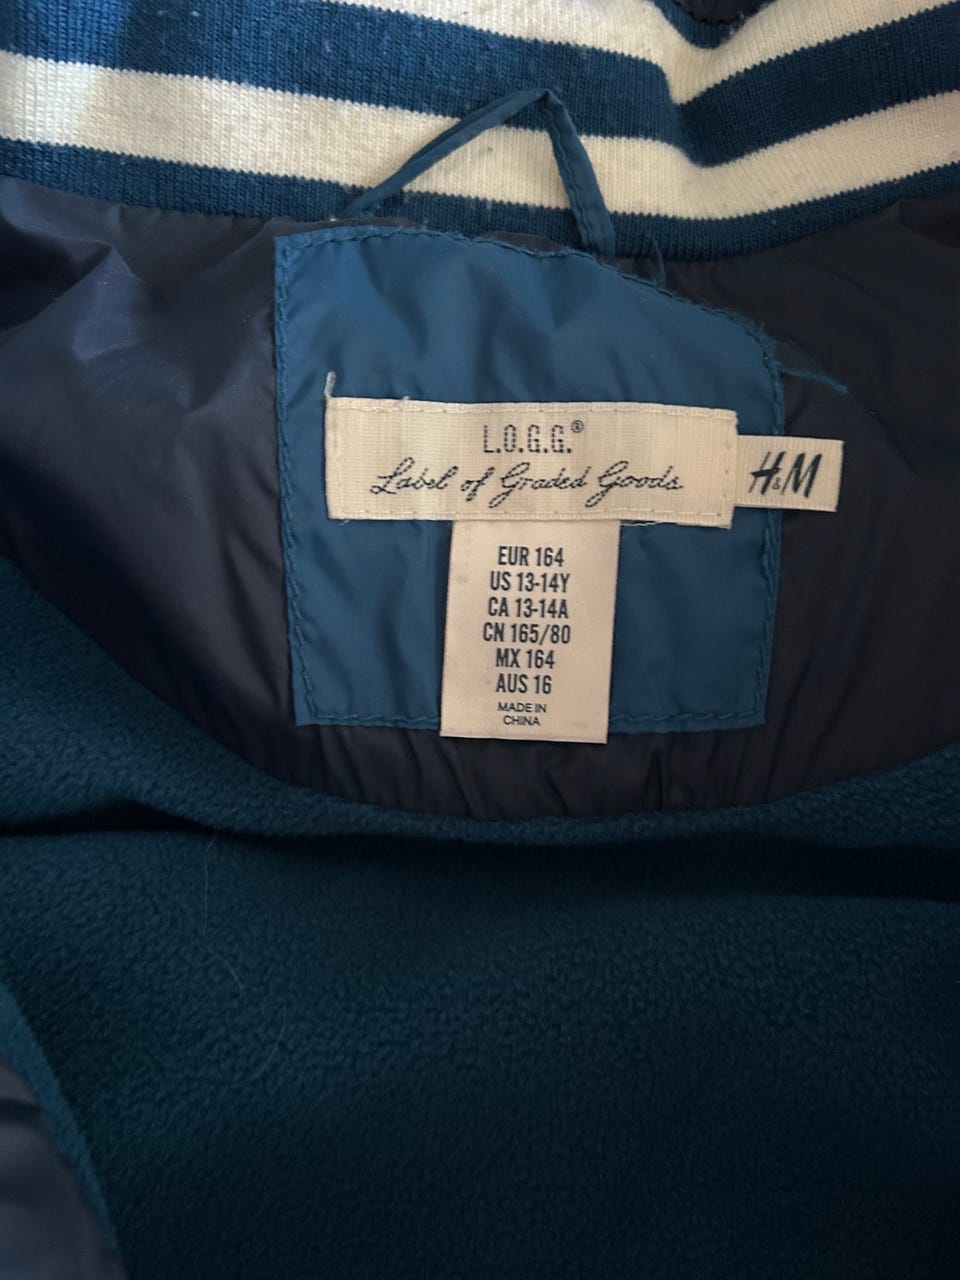 L.O.G.G.®
Label of Graded Goods
H&M
EUR 164
US 13-14Y
CA 13-14A
CN 165/80
MX 164
AUS 16
MADE IN
CHINA